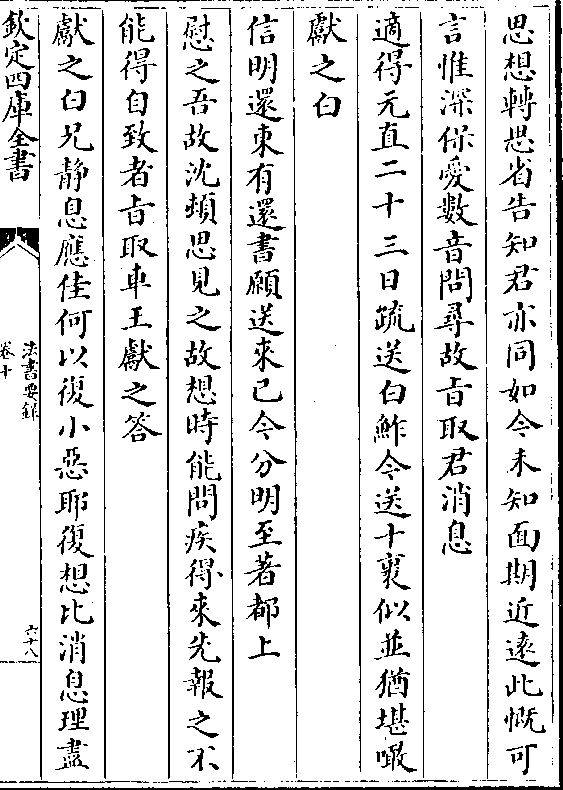 思想轉思省告知君亦同如今未知面期近遠此慨可
言惟深保愛數音問尋故旨取君消息
適得元直二十三日疏送白鮓今送十裹似並猶堪噉
獻之白
信明還東有還書願送來已今分明至著都上
慰之吾故沈頓思見之故想時能問疾得來先報之不
能得自致者旨取車王獻之答
獻之白兄靜息應佳何以復小惡耶復想比消息理盡
欽定四庫全書
法書要錄
卷十
六十八